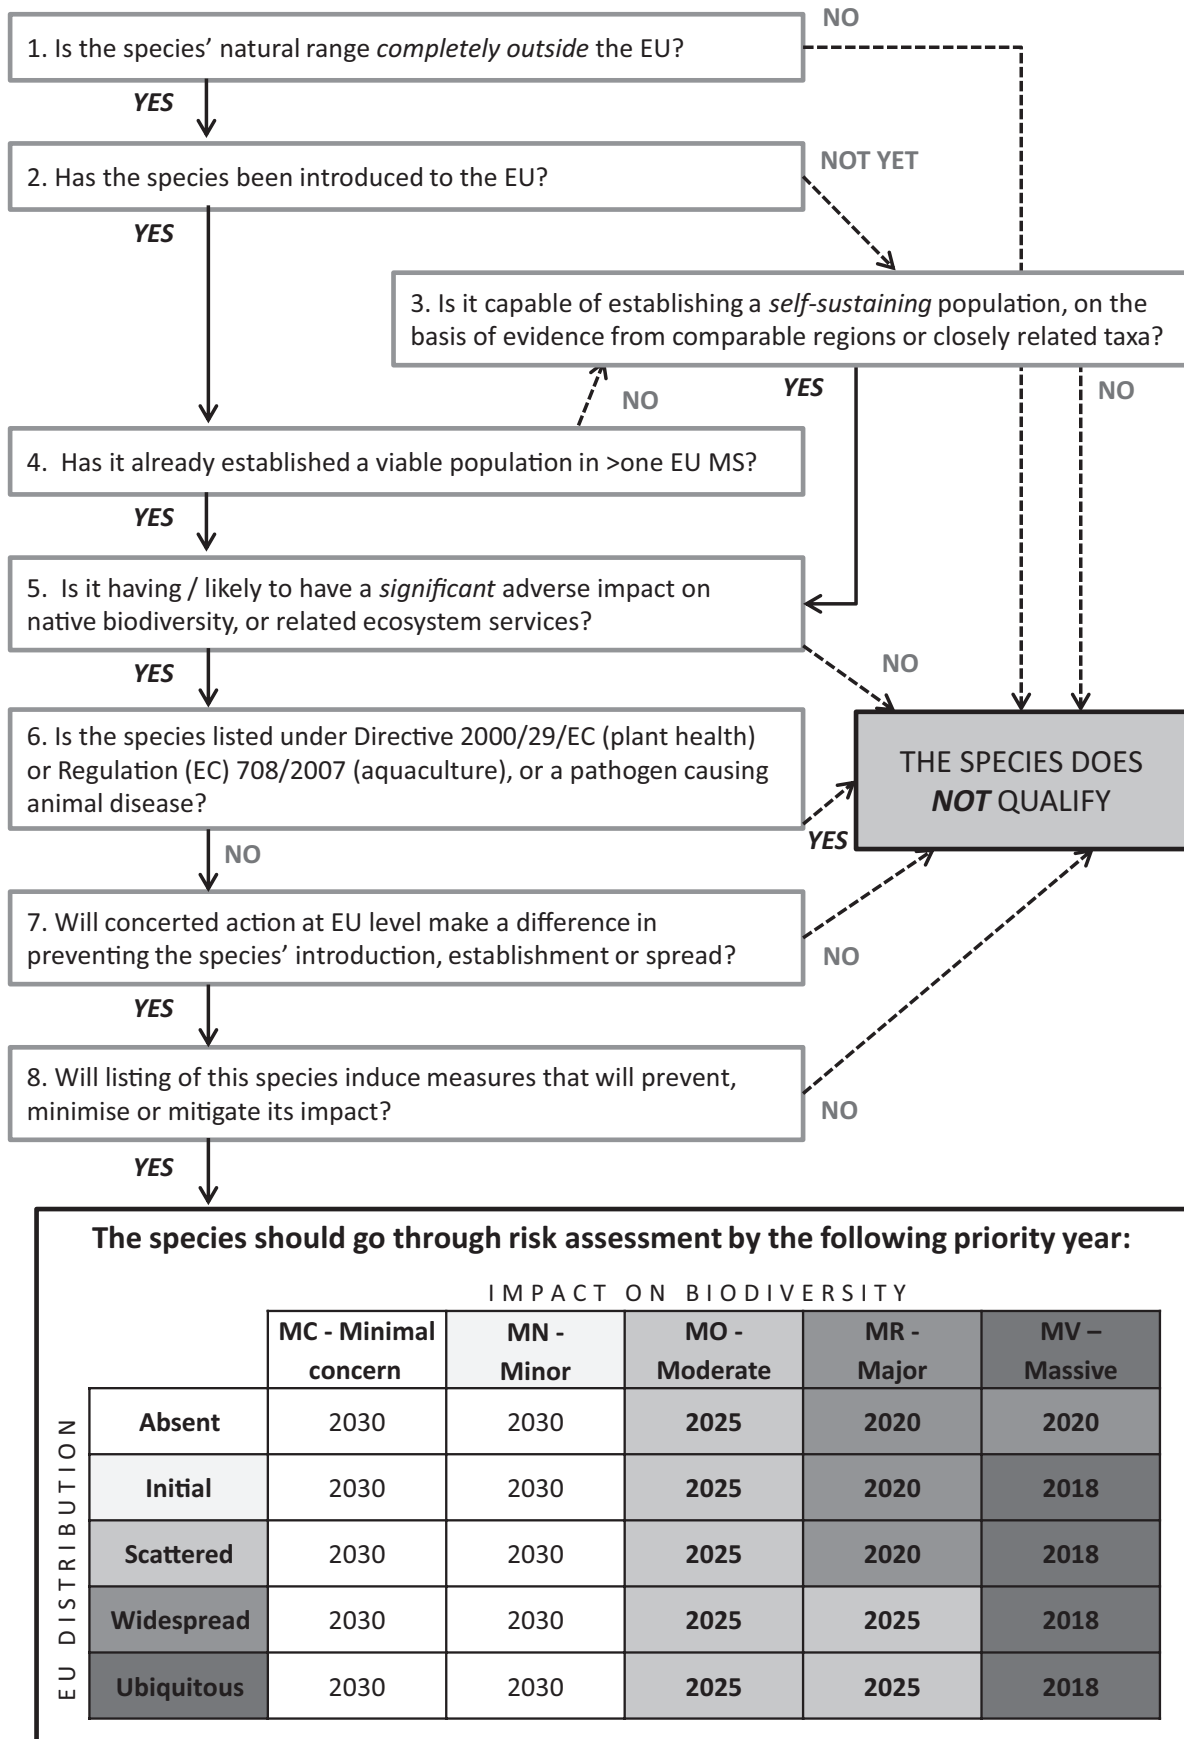 NO
1. Is the species’ natural range completely outside the EU?
YES
2. Has the species been introduced to the EU?
NOT YET
YES
3. Is it capable of establishing a self-sustaining population, on the
basis of evidence from comparable regions or closely related taxa?
NO
YES
NO
4. Has it already established a viable population in >one EU MS?
YES
5. Is it having / likely to have a significant adverse impact on
native biodiversity, or related ecosystem services?
YES
NO
6. Is the species listed under Directive 2000/29/EC (plant health)
or Regulation (EC) 708/2007 (aquaculture), or a pathogen causing
animal disease?
THE SPECIES DOES
NOT QUALIFY
YES
NO
7. Will concerted action at EU level make a difference in
preventing the species’ introduction, establishment or spread?
NO
YES
8. Will listing of this species induce measures that will prevent,
minimise or mitigate its impact?
NO
YES
The species should go through risk assessment by the following priority year:
IMPACT ON BIODIVERSITY
MC - Minimal concern MN - Minor MO - Moderate MR - Major MV – Massive
EU DISTRIBUTION
Absent 2030 2030 2025 2020 2020
Initial 2030 2030 2025 2020 2018
Scattered 2030 2030 2025 2020 2018
Widespread 2030 2030 2025 2025 2018
Ubiquitous 2030 2030 2025 2025 2018